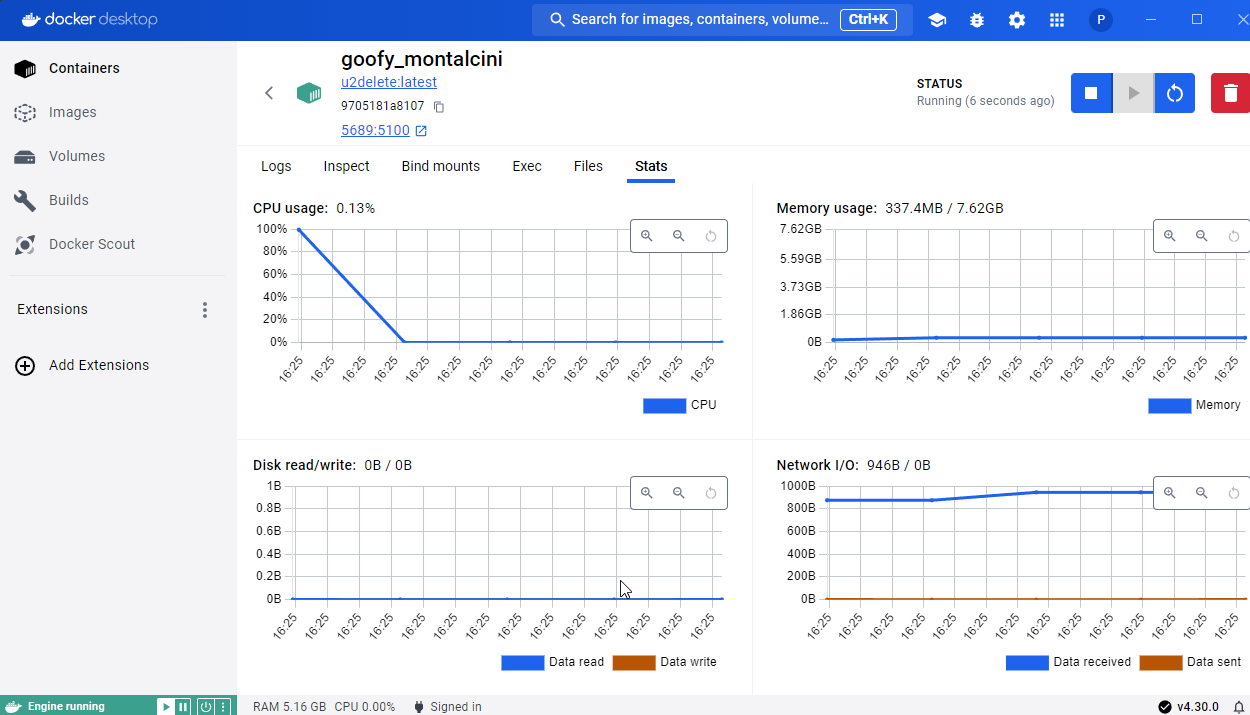 docker desktop
Search for images, containers, volume... Ctrl+K
P
Containers
Images
Volumes
Builds
Docker Scout
Extensions
Add Extensions
goofy_montalcini
u2delete:latest
9705181a8107
5689:5100
STATUS
Running (6 seconds ago)
Logs Inspect Bind mounts Exec Files Stats
CPU usage: 0.13%
100%
80%
60%
40%
20%
0%
16:25 16:25 16:25 16:25 16:25 16:25 16:25 16:25 16:25 16:25 16:25 16:25 16:25 16:25
CPU
Memory usage: 337.4MB / 7.62GB
7.62GB
5.59GB
3.73GB
1.86GB
0B
16:25 16:25 16:25 16:25 16:25 16:25 16:25 16:25 16:25 16:25 16:25 16:25 16:25 16:25
Memory
Disk read/write: 0B / 0B
1B
0.8B
0.6B
0.4B
0.2B
0B
16:25 16:25 16:25 16:25 16:25 16:25 16:25 16:25 16:25 16:25 16:25 16:25 16:25 16:25
Data read Data write
Network I/O: 946B / 0B
1000B
800B
600B
400B
200B
0B
16:25 16:25 16:25 16:25 16:25 16:25 16:25 16:25 16:25 16:25 16:25 16:25 16:25 16:25
Data received Data sent
Engine running
RAM 5.16 GB CPU 0.00% Signed in
v4.30.0